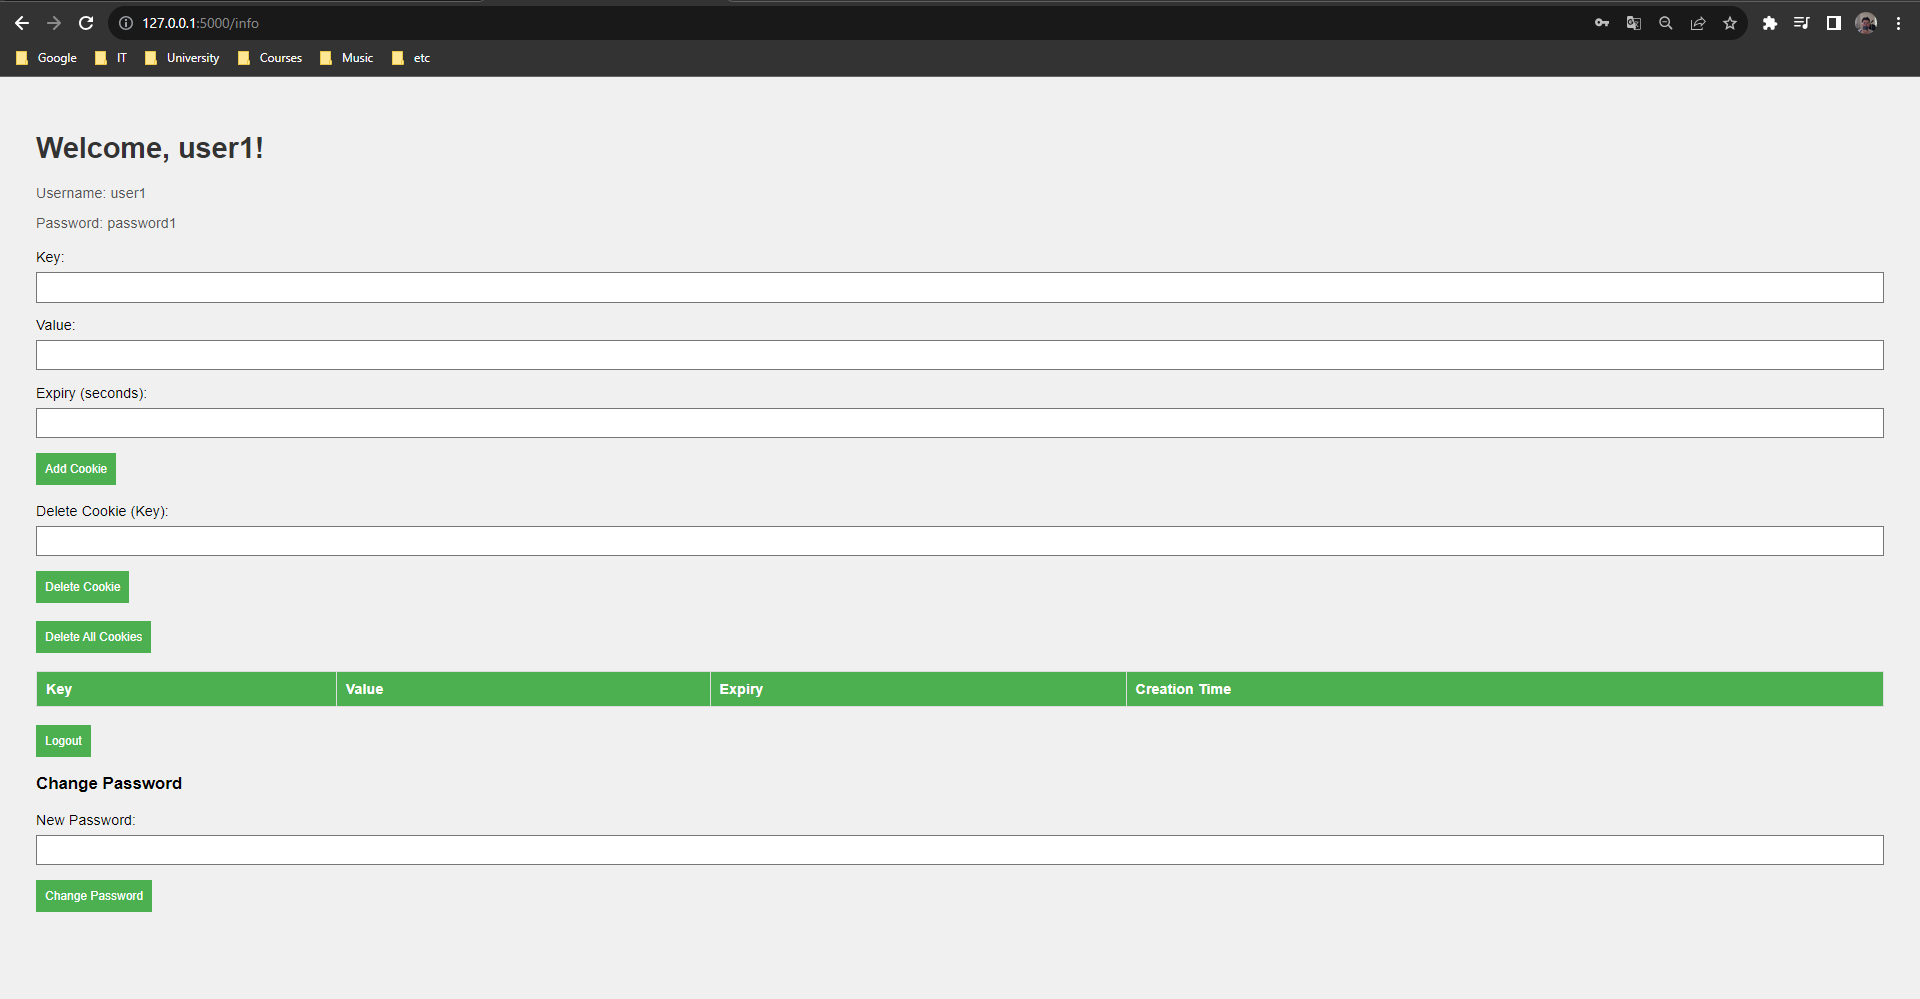 127.0.0.1:5000/info
Google IT University Courses Music etc
Welcome, user1!
Username: user1
Password: password1
Key:
Value:
Expiry (seconds):
Add Cookie
Delete Cookie (Key):
Delete Cookie
Delete All Cookies
Key Value Expiry Creation Time
Logout
Change Password
New Password:
Change Password